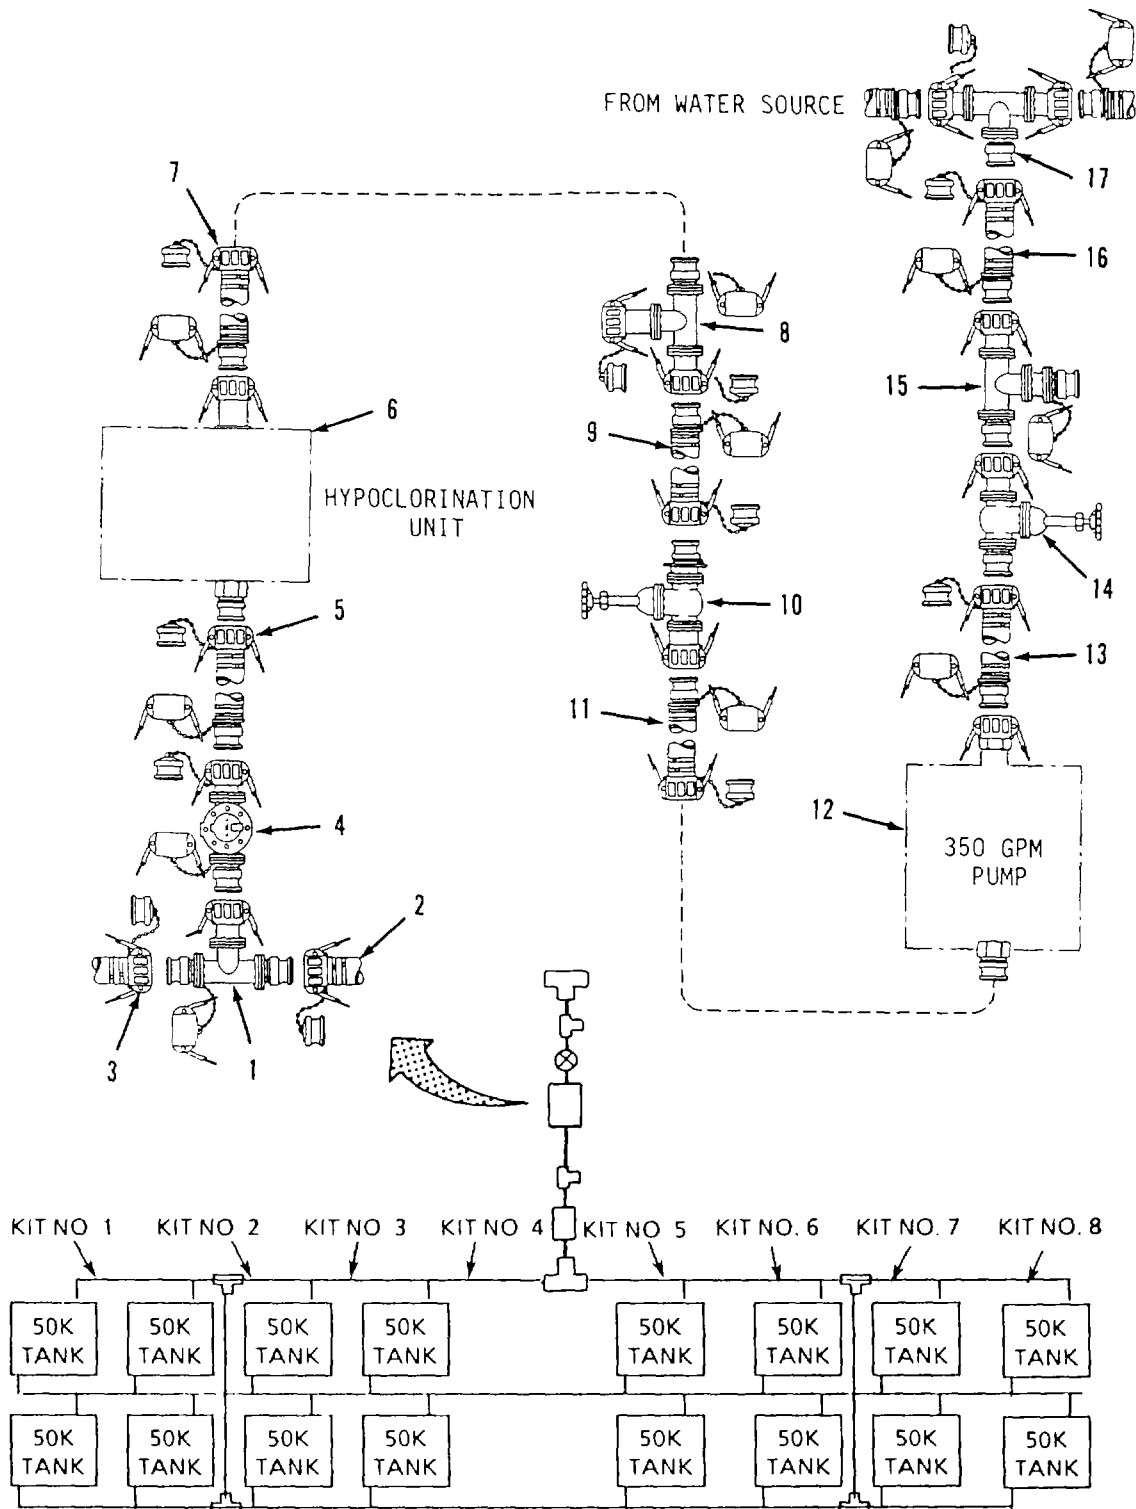 FROM WATER SOURCE
17
16
15
14
13
12
350 GPM
PUMP
7
6
HYPOCLORINATION
UNIT
5
4
2
3
1
8
9
10
11
KIT NO 1
KIT NO 2
KIT NO 3
KIT NO 4
KIT NO 5
KIT NO. 6
KIT NO. 7
KIT NO. 8
50K
TANK
50K
TANK
50K
TANK
50K
TANK
50K
TANK
50K
TANK
50K
TANK
50K
TANK
50K
TANK
50K
TANK
50K
TANK
50K
TANK
50K
TANK
50K
TANK
50K
TANK
50K
TANK